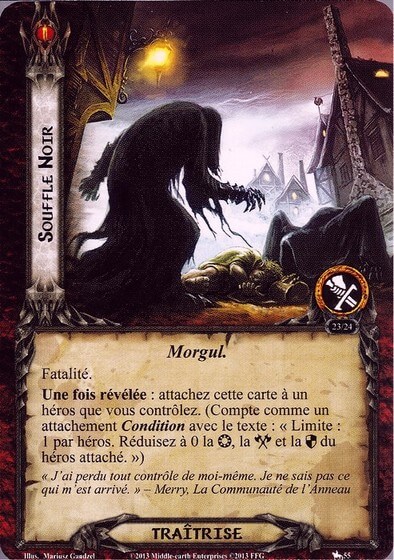 Souffle Noir
23/24
Morgul.
Fatalité.
Une fois révélée : attachez cette carte à un
héros que vous contrôlez. (Compte comme un
attachement Condition avec le texte : « Limite :
1 par héros. Réduisez à 0 la , la et la du
héros attaché. »)
« J'ai perdu tout contrôle de moi-même. Je ne sais pas ce
qui m'est arrivé. » – Merry, La Communauté de l'Anneau
TRAÎTRISE
Illus. Mariusz Gandzel
©2013 Middle-earth Enterprises ©2013 FFG
55